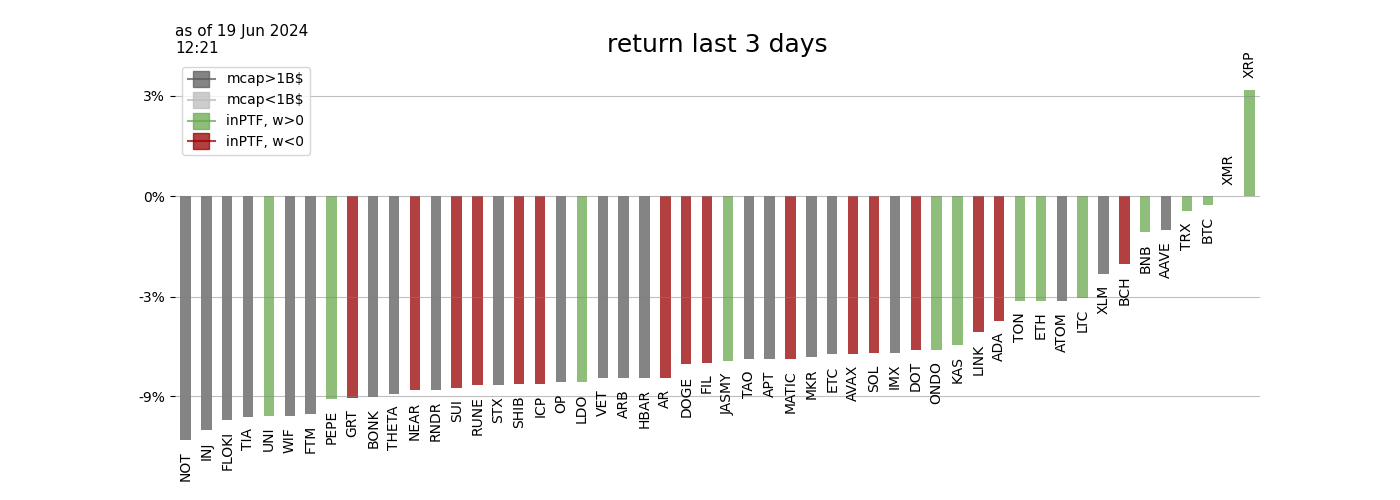 as of 19 Jun 2024
12:21
return last 3 days
mcap>1B$
mcap<1B$
inPTF, w>0
inPTF, w<0
3%
0%
-3%
-9%
NOT
INJ
FLOKI
TIA
UNI
WIF
FTM
PEPE
GRT
BONK
THETA
NEAR
RNDR
SUI
RUNE
STX
SHIB
ICP
OP
LDO
VET
ARB
HBAR
AR
DOGE
FIL
JASMY
TAO
APT
MATIC
MKR
ETC
AVAX
SOL
IMX
DOT
ONDO
KAS
LINK
ADA
TON
ETH
ATOM
LTC
XLM
BCH
BNB
AAVE
TRX
BTC
XMR
XRP